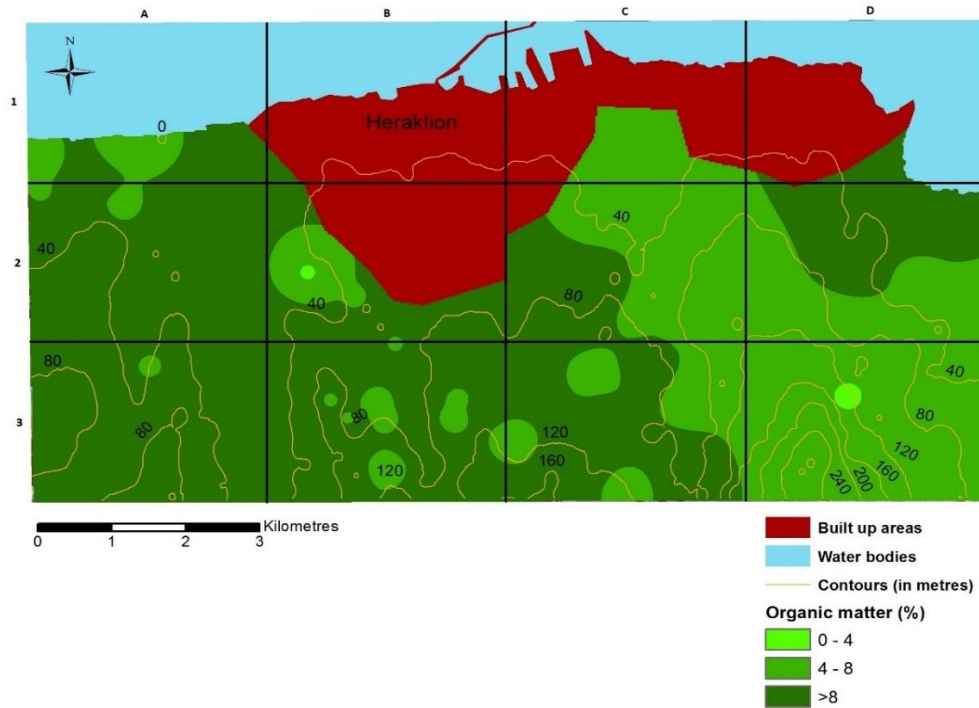 A B C D
N
1
0
Heraklion
40
2
40
40
80
80
40
3
80
80
80
120
120
160
120
160
200
240
Kilometres
0 1 2 3
Built up areas
Water bodies
Contours (in metres)
Organic matter (%)
0 - 4
4 - 8
>8